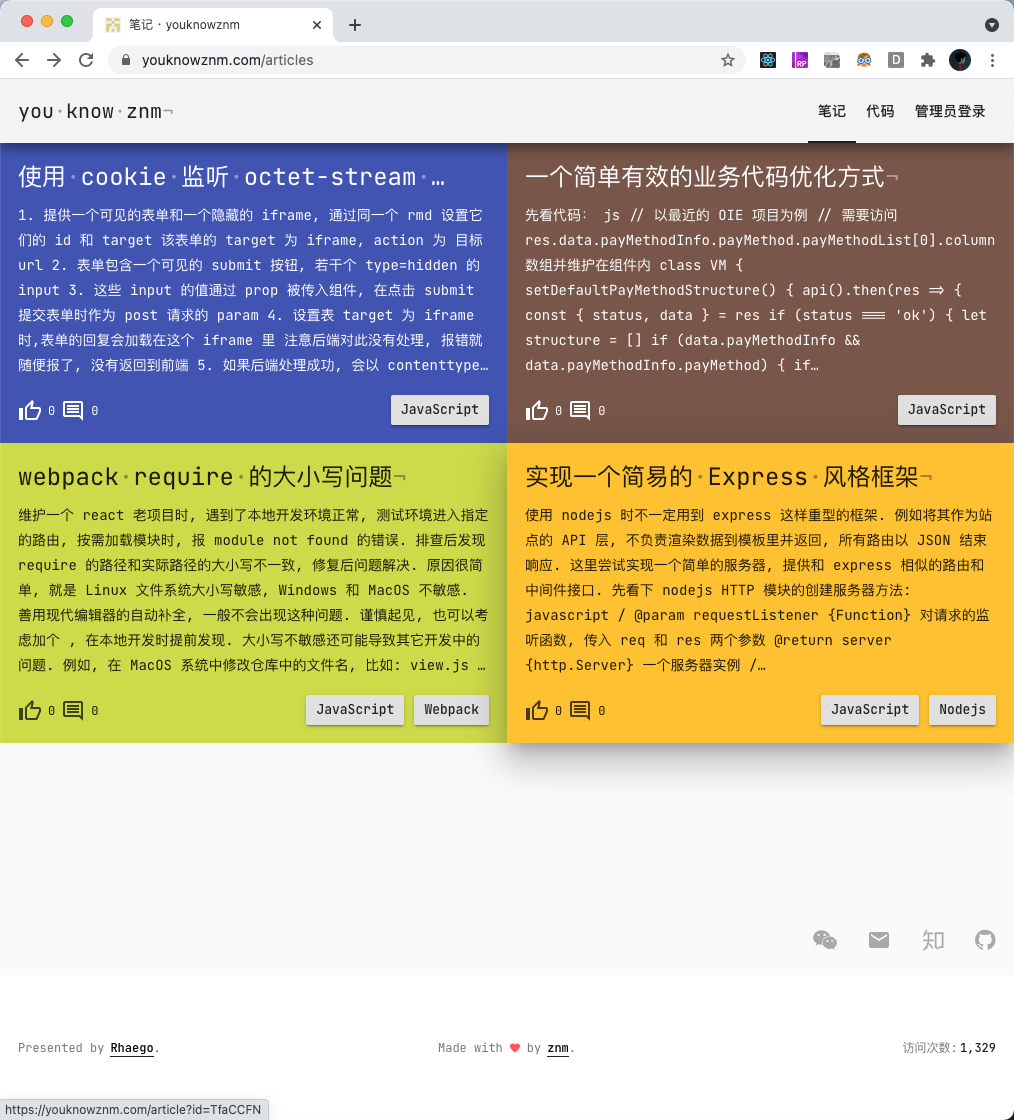 笔记 · youknowznm
youknowznm.com/articles
you·know·znm¬
笔记 代码 管理员登录
使用·cookie·监听·octet-stream·…
1. 提供一个可见的表单和一个隐藏的 iframe, 通过同一个 rmd 设置它
们的 id 和 target 该表单的 target 为 iframe, action 为 目标
url 2. 表单包含一个可见的 submit 按钮, 若干个 type=hidden 的
input 3. 这些 input 的值通过 prop 被传入组件, 在点击 submit
提交表单时作为 post 请求的 param 4. 设置表 target 为 iframe
时,表单的回复会加载在这个 iframe 里 注意后端对此没有处理, 报错就
随便报了, 没有返回到前端 5. 如果后端处理成功, 会以 contenttype…
0 0
JavaScript
一个简单有效的业务代码优化方式¬
先看代码: js // 以最近的 OIE 项目为例 // 需要访问
res.data.payMethodInfo.payMethod.payMethodList[0].column
数组并维护在组件内 class VM {
setDefaultPayMethodStructure() { api().then(res => {
const { status, data } = res if (status === 'ok') { let
structure = [] if (data.payMethodInfo &&
data.payMethodInfo.payMethod) { if…
0 0
JavaScript
webpack·require·的大小写问题¬
维护一个 react 老项目时, 遇到了本地开发环境正常, 测试环境进入指定
的路由, 按需加载模块时, 报 module not found 的错误. 排查后发现
require 的路径和实际路径的大小写不一致, 修复后问题解决. 原因很简
单, 就是 Linux 文件系统大小写敏感, Windows 和 MacOS 不敏感.
善用现代编辑器的自动补全, 一般不会出现这种问题. 谨慎起见, 也可以考
虑加个 , 在本地开发时提前发现. 大小写不敏感还可能导致其它开发中的
问题. 例如, 在 MacOS 系统中修改仓库中的文件名, 比如: view.js …
0 0
JavaScript Webpack
实现一个简易的·Express·风格框架¬
使用 nodejs 时不一定用到 express 这样重型的框架. 例如将其作为站
点的 API 层, 不负责渲染数据到模板里并返回, 所有路由以 JSON 结束
响应. 这里尝试实现一个简单的服务器, 提供和 express 相似的路由和
中间件接口. 先看下 nodejs HTTP 模块的创建服务器方法:
javascript / @param requestListener {Function} 对请求的监
听函数, 传入 req 和 res 两个参数 @return server
{http.Server} 一个服务器实例 /…
0 0
JavaScript Nodejs
知
Presented by Rhaego. Made with by znm. 访问次数: 1,329
https://youknowznm.com/article?id=TfaCCFN